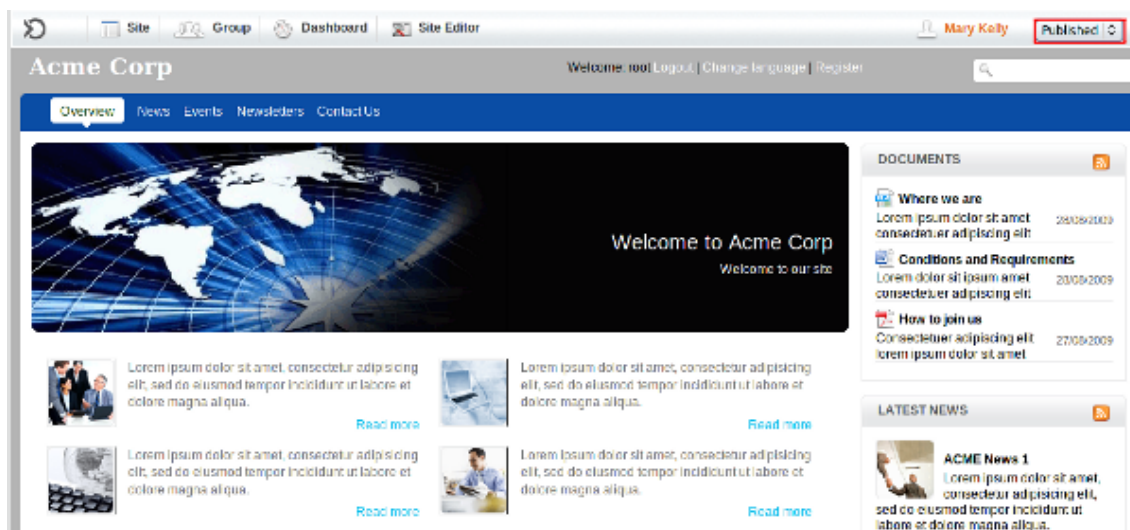 Site Group Dashboard Site Editor Mary Kelly Published
Acme Corp Welcome: root Logout | Change language | Register
Overview News Events Newsletters Contact Us
Welcome to Acme Corp
Welcome to our site
DOCUMENTS
Where we are
Lorem ipsum dolor sit amet
consectetuer adipiscing elit
28/08/2009
Conditions and Requirements
Lorem dolor sit ipsum amet
consectetuer adipiscing elit
28/08/2009
How to join us
Consectetuer adipiscing elit
lorem ipsum dolor sit amet
27/08/2009
Lorem ipsum dolor sit amet, consectetur adipisicing
elit, sed do eiusmod tempor incididunt ut labore et
dolore magna aliqua.
Read more
Lorem ipsum dolor sit amet, consectetur adipisicing
elit, sed do eiusmod tempor incididunt ut labore et
dolore magna aliqua.
Read more
Lorem ipsum dolor sit amet, consectetur adipisicing
elit, sed do eiusmod tempor incididunt ut labore et
dolore magna aliqua.
Read more
Lorem ipsum dolor sit amet, consectetur adipisicing
elit, sed do eiusmod tempor incididunt ut labore et
dolore magna aliqua.
Read more
LATEST NEWS
ACME News 1
Lorem ipsum dolor sit amet,
consectetur adipisicing elit,
sed do eiusmod tempor incididunt ut
labore et dolore magna aliqua.